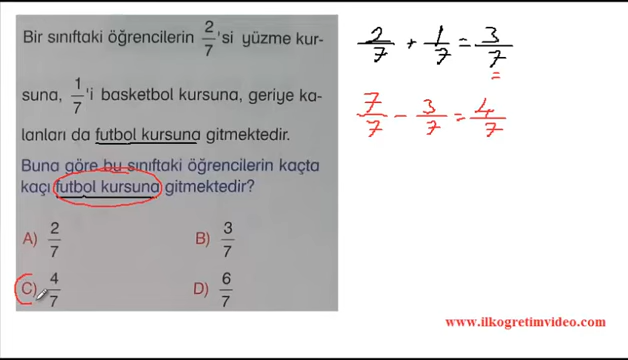 Bir sınıftaki öğrencilerin 2/7'si yüzme kur-
suna, 1/7'i basketbol kursuna, geriye ka-
lanları da futbol kursuna gitmektedir.
Buna göre bu sınıftaki öğrencilerin kaçta
kaçı futbol kursuna gitmektedir?
A) 2/7 B) 3/7
C) 4/7 D) 6/7
2/7 + 1/7 = 3/7
=
7/7 - 3/7 = 4/7
www.ilkogretimvideo.com